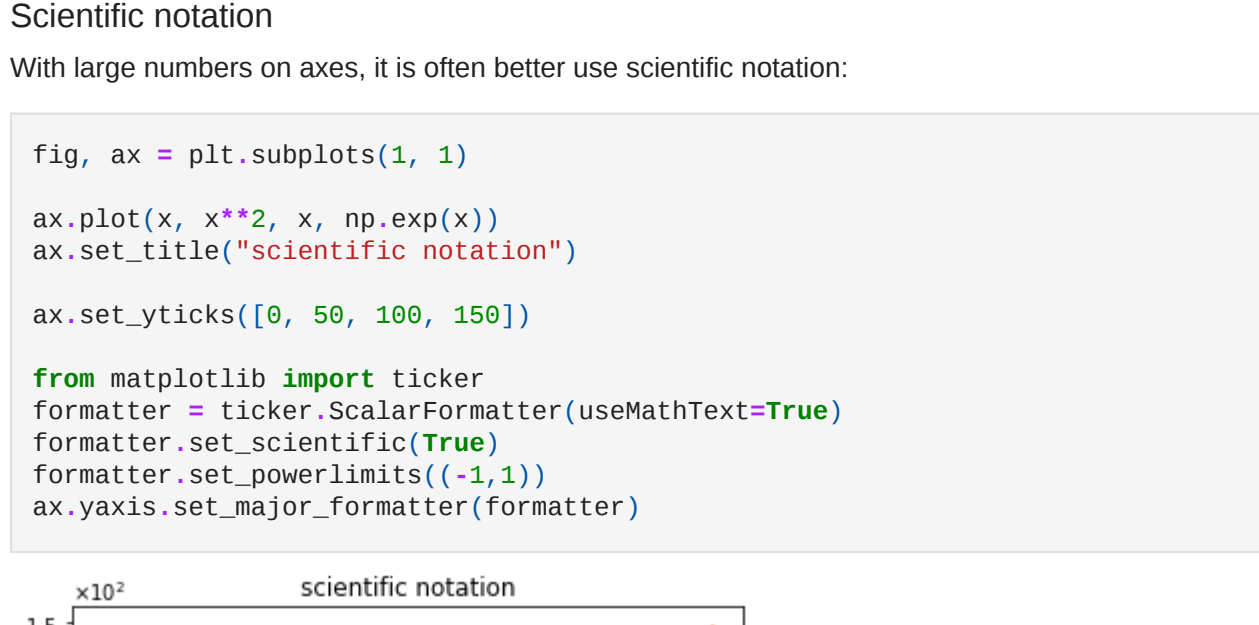 Scientific notation
With large numbers on axes, it is often better use scientific notation:
fig, ax = plt.subplots(1, 1)
ax.plot(x, x**2, x, np.exp(x))
ax.set_title("scientific notation")
ax.set_yticks([0, 50, 100, 150])
from matplotlib import ticker
formatter = ticker.ScalarFormatter(useMathText=True)
formatter.set_scientific(True)
formatter.set_powerlimits((-1,1))
ax.yaxis.set_major_formatter(formatter)
×10² scientific notation
1.5